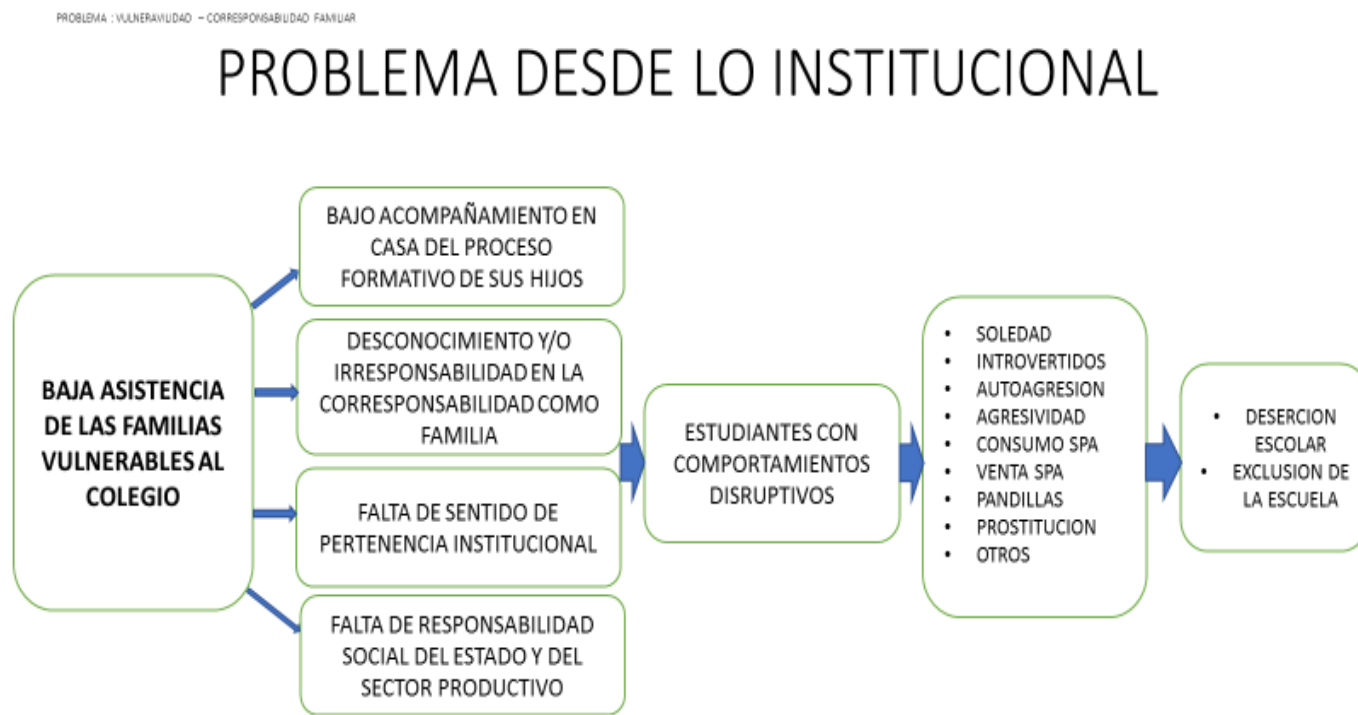 PROBLEMA : VULNERAVILIDAD – CORRESPONSABILIDAD FAMILIAR
PROBLEMA DESDE LO INSTITUCIONAL
BAJA ASISTENCIA
DE LAS FAMILIAS
VULNERABLES AL
COLEGIO
BAJO ACOMPAÑAMIENTO EN
CASA DEL PROCESO
FORMATIVO DE SUS HIJOS
DESCONOCIMIENTO Y/O
IRRESPONSABILIDAD EN LA
CORRESPONSABILIDAD COMO
FAMILIA
FALTA DE SENTIDO DE
PERTENENCIA INSTITUCIONAL
FALTA DE RESPONSABILIDAD
SOCIAL DEL ESTADO Y DEL
SECTOR PRODUCTIVO
ESTUDIANTES CON
COMPORTAMIENTOS
DISRUPTIVOS
• SOLEDAD
• INTROVERTIDOS
• AUTOAGRESION
• AGRESIVIDAD
• CONSUMO SPA
• VENTA SPA
• PANDILLAS
• PROSTITUCION
• OTROS
• DESERCION
ESCOLAR
• EXCLUSION DE
LA ESCUELA